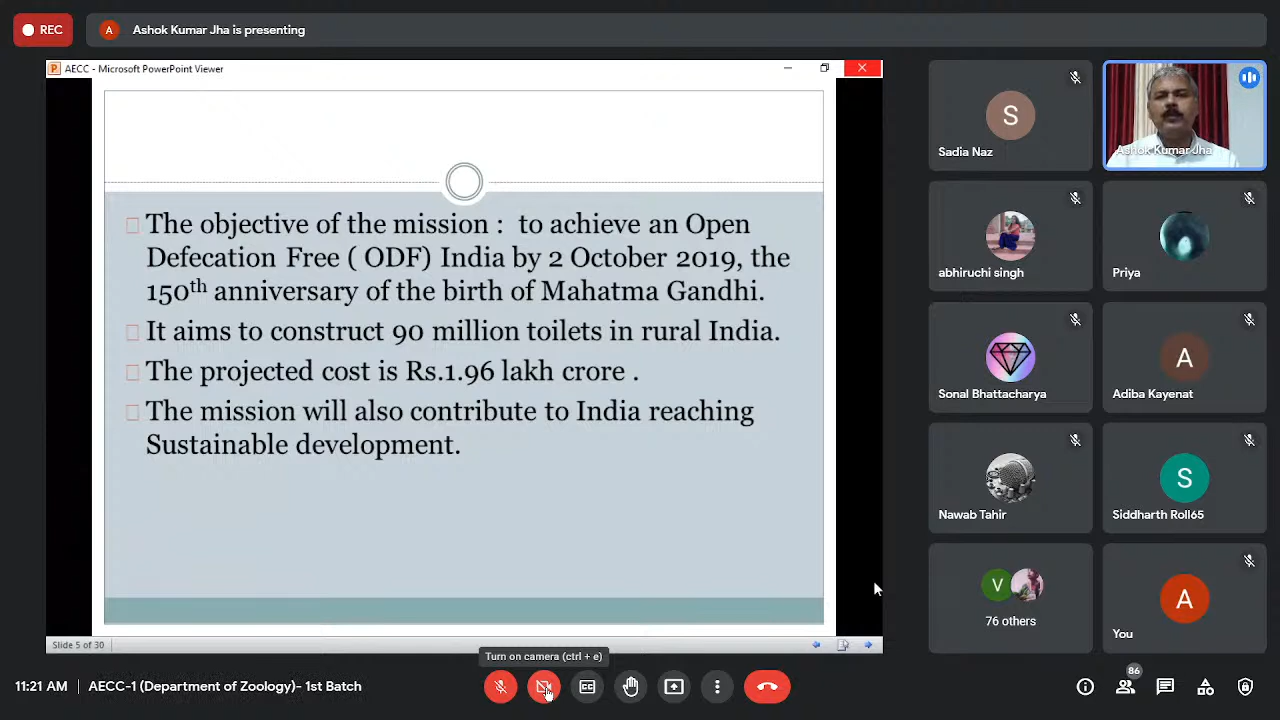 REC
A
Ashok Kumar Jha is presenting
P
AECC - Microsoft PowerPoint Viewer
The objective of the mission : to achieve an Open
Defecation Free ( ODF) India by 2 October 2019, the
150th anniversary of the birth of Mahatma Gandhi.
It aims to construct 90 million toilets in rural India.
The projected cost is Rs.1.96 lakh crore .
The mission will also contribute to India reaching
Sustainable development.
Slide 5 of 30
S
Sadia Naz
Ashok Kumar Jha
abhiruchi singh
Priya
Sonal Bhattacharya
A
Adiba Kayenat
Nawab Tahir
S
Siddharth Roll65
V
76 others
A
You
Turn on camera (ctrl + e)
11:21 AM
AECC-1 (Department of Zoology)- 1st Batch
CC
86